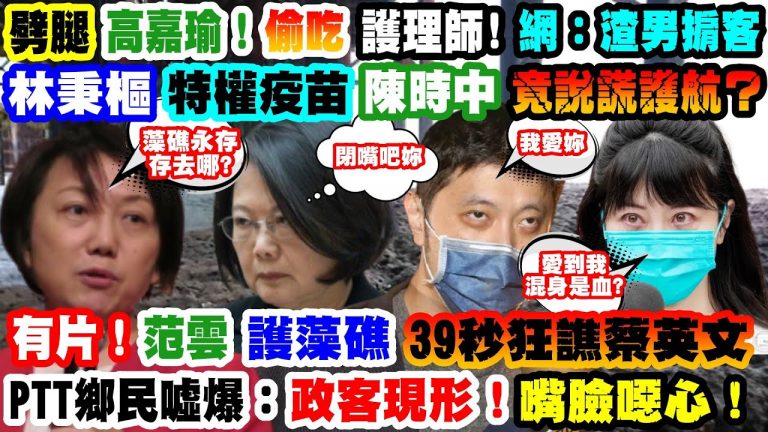 劈腿 高嘉瑜！偷吃 護理師！網：渣男掮客
林秉樞 特權疫苗 陳時中 竟說謊護航？
藻礁永存
存去哪？
閉嘴吧妳
我愛妳
愛到我
混身是血？
有片！范雲 護藻礁 39秒狂譙蔡英文
PTT鄉民噓爆：政客現形！嘴臉噁心！